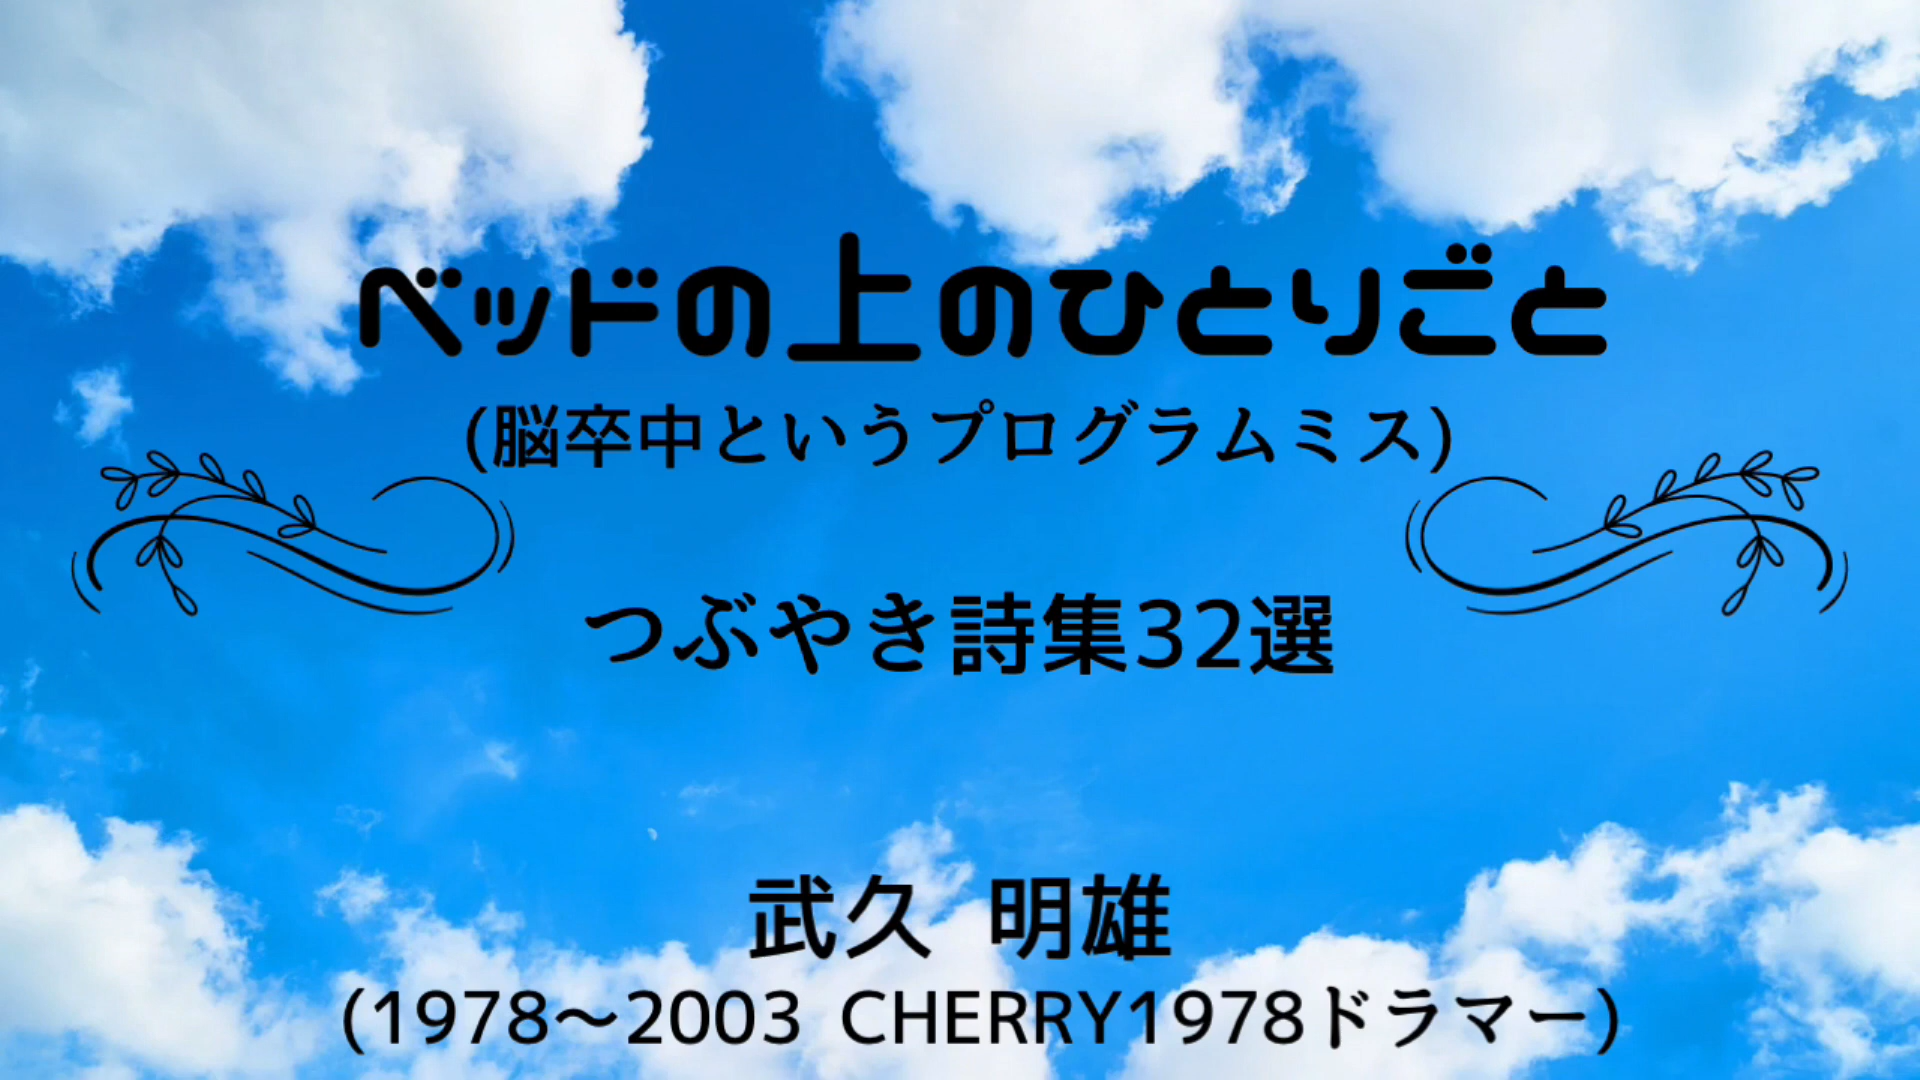 ベッドの上のひとりごと
(脳卒中というプログラムミス)
つぶやき詩集32選
武久 明雄
(1978〜2003 CHERRY1978ドラマー)